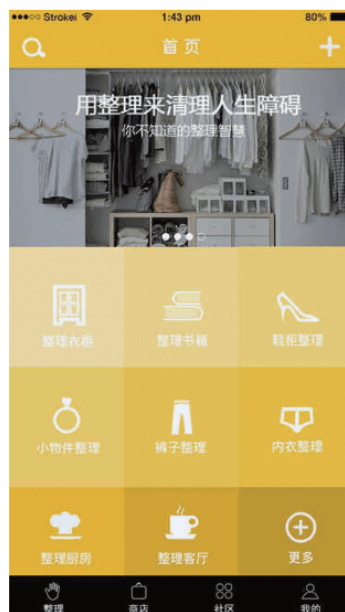 ●●●○○ Strokei 1:43 pm 80%
首页
用整理来清理人生障碍
你不知道的整理智慧
整理衣柜 整理书籍 鞋柜整理
小物件整理 裤子整理 内衣整理
整理厨房 整理客厅 更多
整理 商店 社区 我的